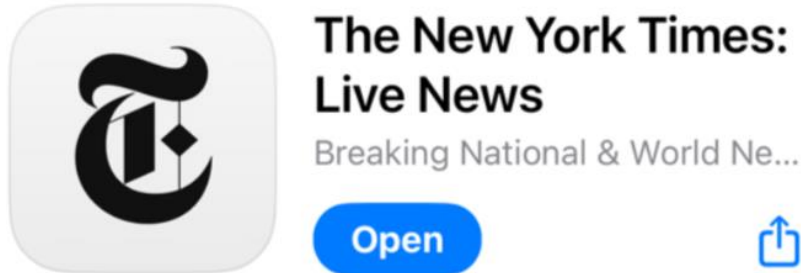 The New York Times:
Live News
Breaking National & World Ne...
Open